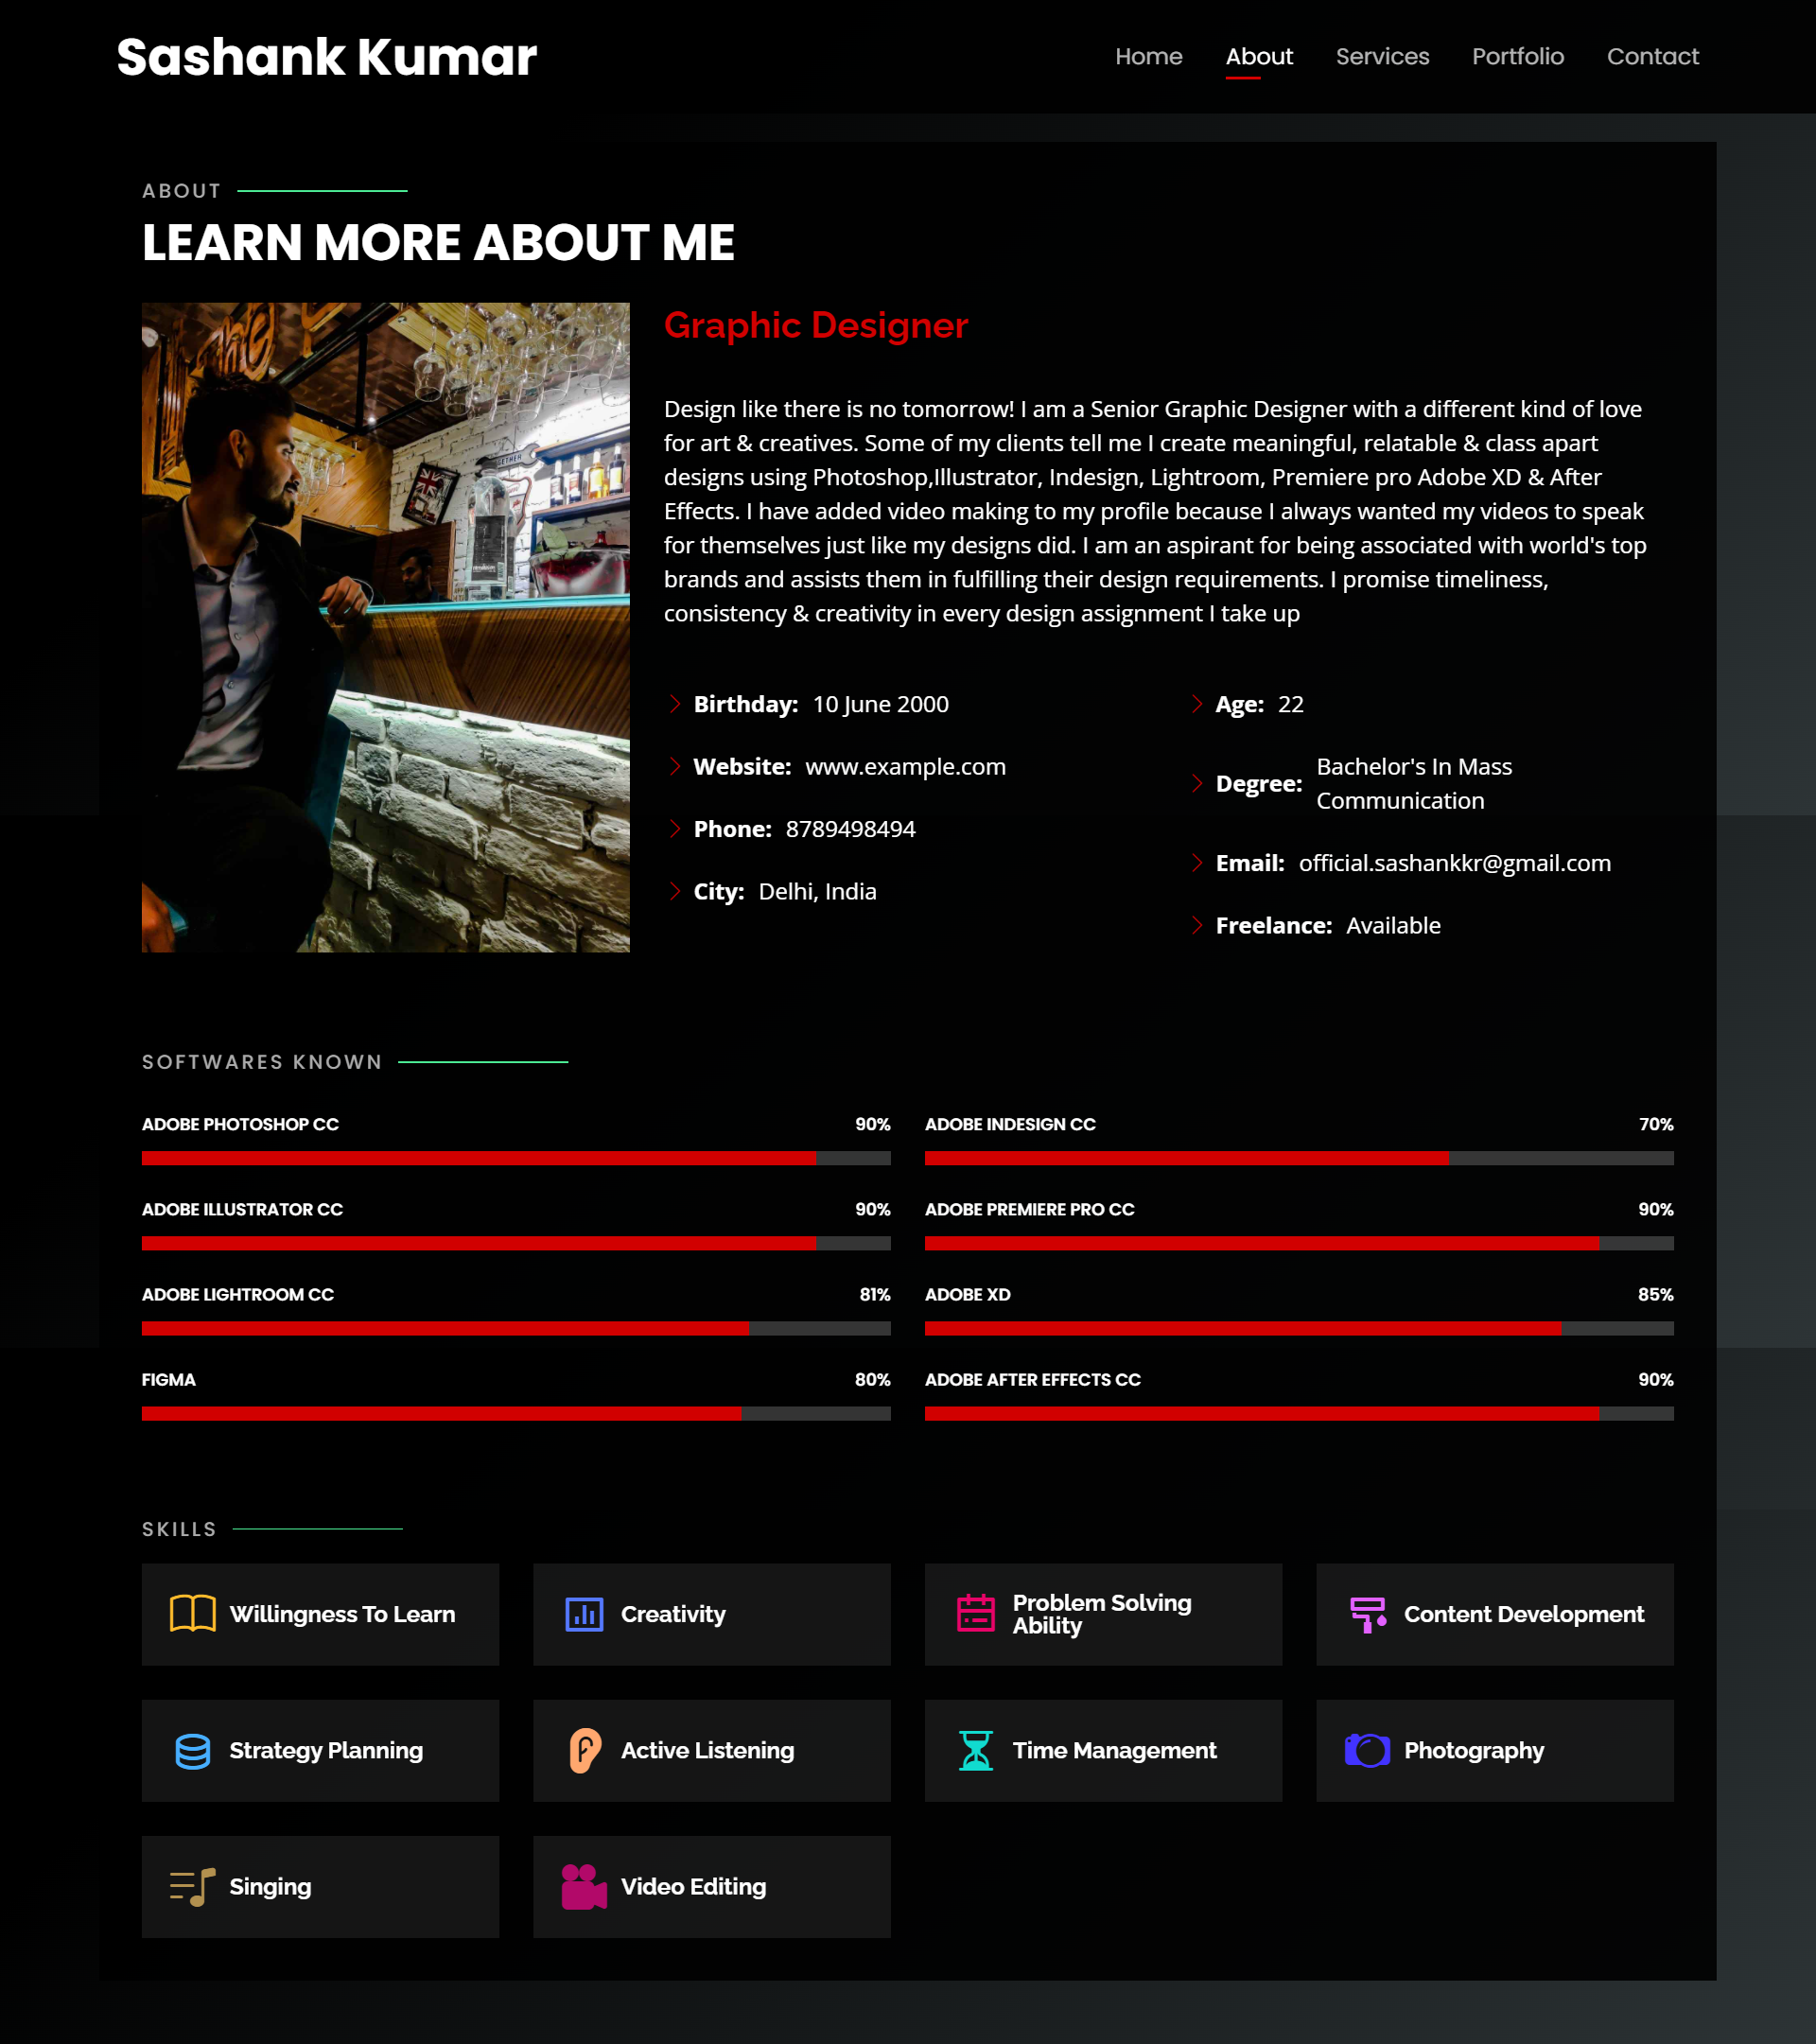 Sashank Kumar
Home
About
Services
Portfolio
Contact
ABOUT
LEARN MORE ABOUT ME
Graphic Designer
Design like there is no tomorrow! I am a Senior Graphic Designer with a different kind of love
for art & creatives. Some of my clients tell me I create meaningful, relatable & class apart
designs using Photoshop,Illustrator, Indesign, Lightroom, Premiere pro Adobe XD & After
Effects. I have added video making to my profile because I always wanted my videos to speak
for themselves just like my designs did. I am an aspirant for being associated with world's top
brands and assists them in fulfilling their design requirements. I promise timeliness,
consistency & creativity in every design assignment I take up
Birthday: 10 June 2000
Website: www.example.com
Phone: 8789498494
City: Delhi, India
Age: 22
Degree: Bachelor's In Mass
Communication
Email: official.sashankkr@gmail.com
Freelance: Available
SOFTWARES KNOWN
ADOBE PHOTOSHOP CC 90%
ADOBE ILLUSTRATOR CC 90%
ADOBE LIGHTROOM CC 81%
FIGMA 80%
ADOBE INDESIGN CC 70%
ADOBE PREMIERE PRO CC 90%
ADOBE XD 85%
ADOBE AFTER EFFECTS CC 90%
SKILLS
Willingness To Learn
Creativity
Problem Solving
Ability
Content Development
Strategy Planning
Active Listening
Time Management
Photography
Singing
Video Editing